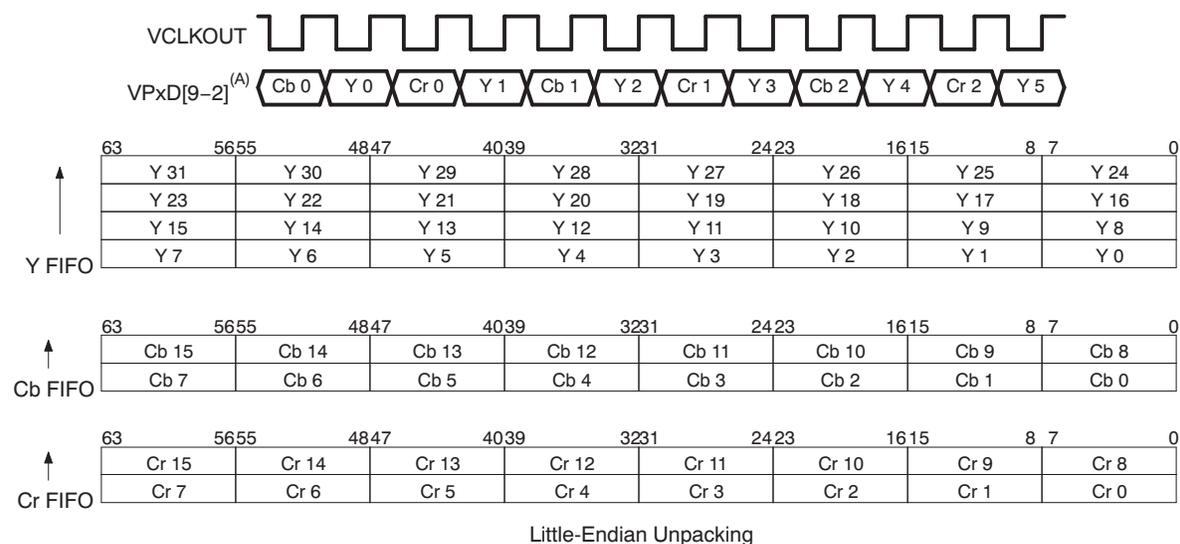 VCLKOUT
VPxD[9−2](A) Cb 0 Y 0 Cr 0 Y 1 Cb 1 Y 2 Cr 1 Y 3 Cb 2 Y 4 Cr 2 Y 5
63 5655 4847 4039 3231 2423 1615 8 7 0
Y 31 Y 30 Y 29 Y 28 Y 27 Y 26 Y 25 Y 24
Y 23 Y 22 Y 21 Y 20 Y 19 Y 18 Y 17 Y 16
Y 15 Y 14 Y 13 Y 12 Y 11 Y 10 Y 9 Y 8
Y FIFO Y 7 Y 6 Y 5 Y 4 Y 3 Y 2 Y 1 Y 0
63 5655 4847 4039 3231 2423 1615 8 7 0
Cb 15 Cb 14 Cb 13 Cb 12 Cb 11 Cb 10 Cb 9 Cb 8
Cb FIFO Cb 7 Cb 6 Cb 5 Cb 4 Cb 3 Cb 2 Cb 1 Cb 0
63 5655 4847 4039 3231 2423 1615 8 7 0
Cr 15 Cr 14 Cr 13 Cr 12 Cr 11 Cr 10 Cr 9 Cr 8
Cr FIFO Cr 7 Cr 6 Cr 5 Cr 4 Cr 3 Cr 2 Cr 1 Cr 0
Little-Endian Unpacking